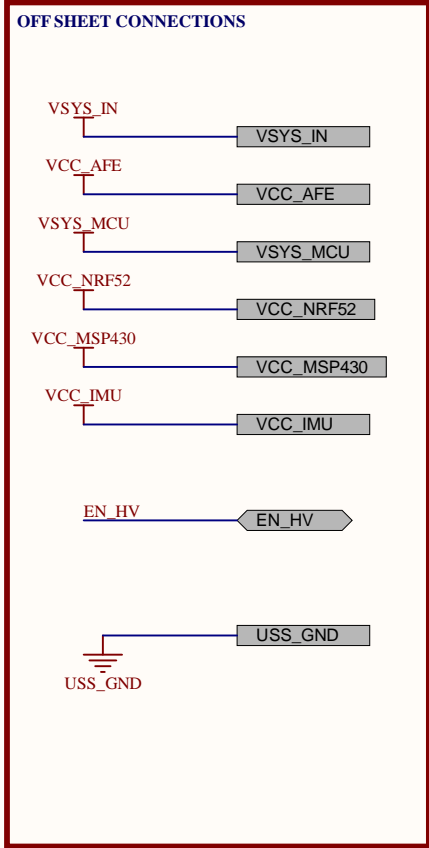 OFF SHEET CONNECTIONS
VSYS_IN
VSYS_IN
VCC_AFE
VCC_AFE
VSYS_MCU
VSYS_MCU
VCC_NRF52
VCC_NRF52
VCC_MSP430
VCC_MSP430
VCC_IMU
VCC_IMU
EN_HV
EN_HV
USS_GND
USS_GND